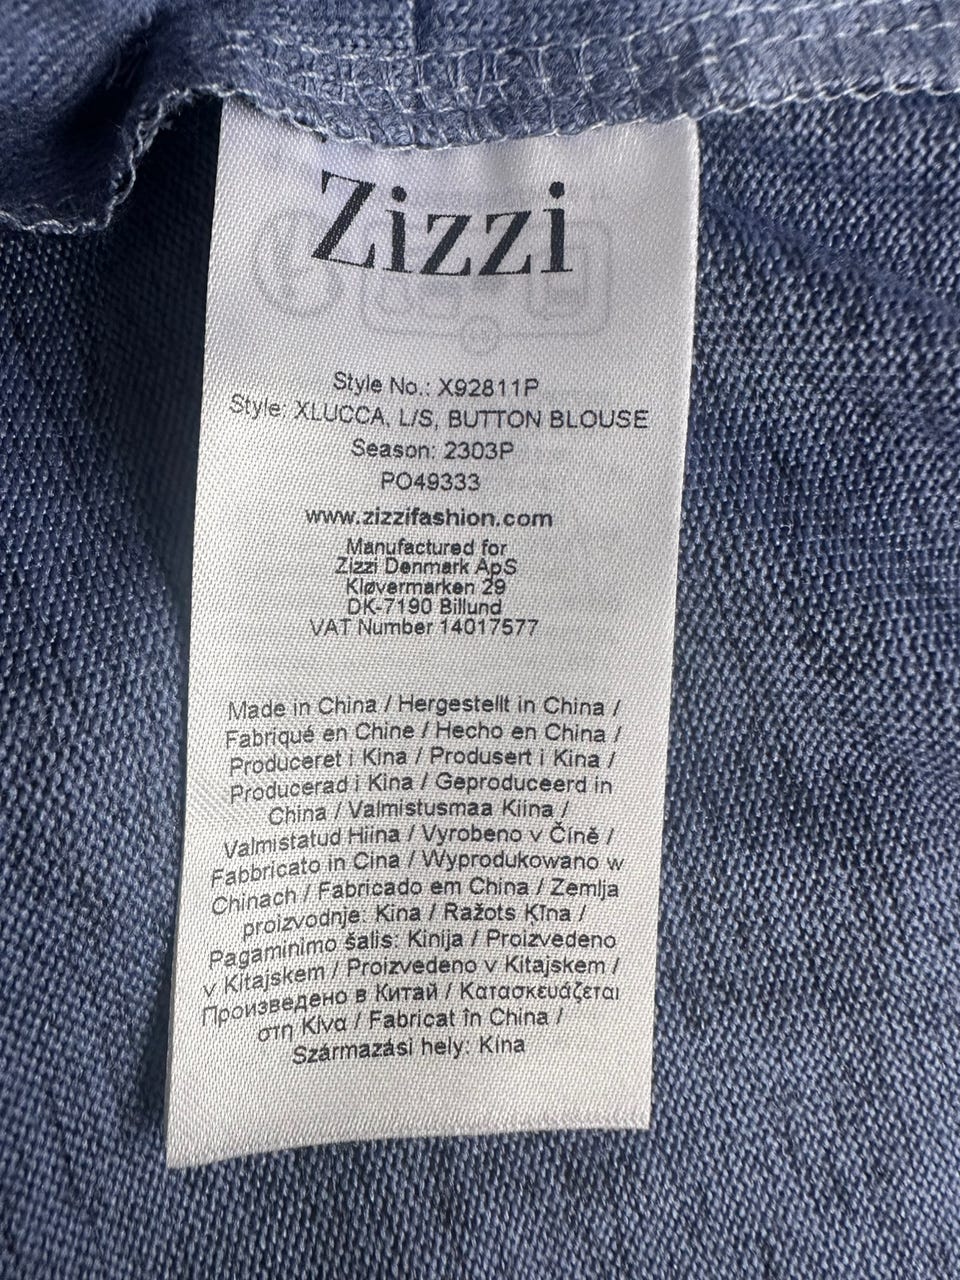 Zizzi
Style No.: X92811P
Style: XLUCCA, L/S, BUTTON BLOUSE
Season: 2303P
PO49333
www.zizzifashion.com
Manufactured for
Zizzi Denmark ApS
Kløvermarken 29
DK-7190 Billund
VAT Number 14017577
Made in China / Hergestellt in China /
Fabriqué en Chine / Hecho en China /
Produceret i Kina / Produsert i Kina /
Producerad i Kina / Geproduceerd in
China / Valmistusmaa Kiina /
Valmistatud Hiina / Vyrobeno v Číně /
Fabbricato in Cina / Wyprodukowano w
Chinach / Fabricado em China / Zemlja
proizvodnje: Kina / Ražots Ķīna /
Pagaminimo šalis: Kinija / Proizvedeno
v Kitajskem / Proizvedeno v Kitajskem /
Произведено в Китай / Κατασκευάζεται
στη Κίνα / Fabricat în China /
Származási hely: Kína